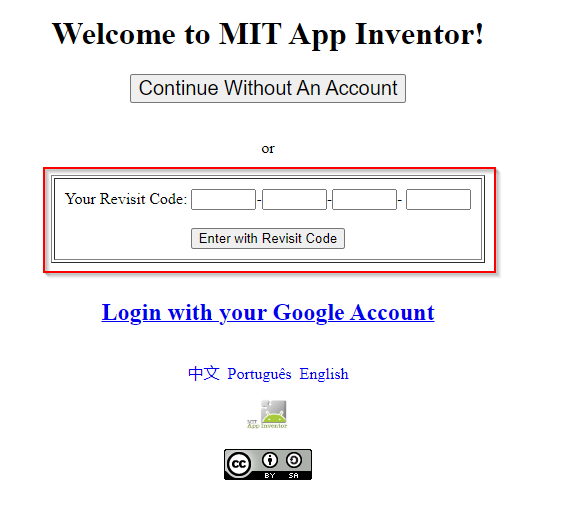 Welcome to MIT App Inventor!
Continue Without An Account
or
Your Revisit Code: - - -
Enter with Revisit Code
Login with your Google Account
中文 Português English
MIT
App Inventor
cc BY SA